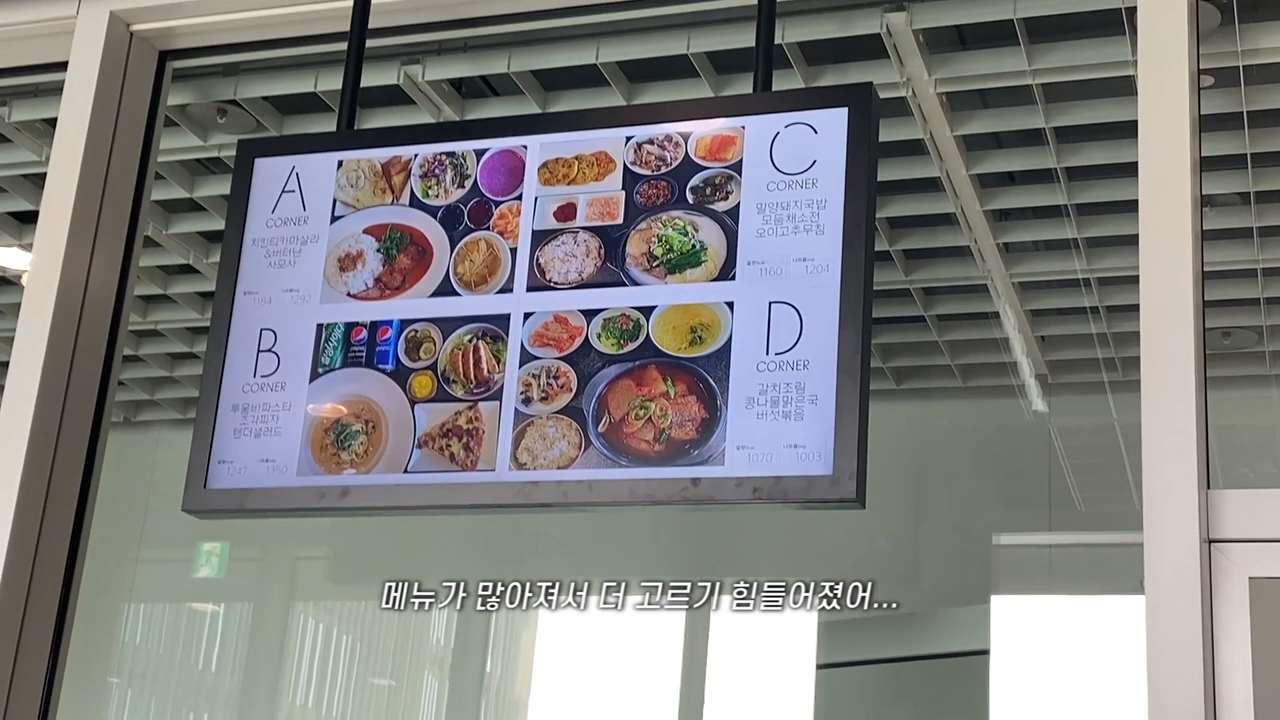 A
CORNER
치킨티카마살라
&버터난
사모사
1184 1292
B
CORNER
투움바파스타
조각피자
텐더샐러드
1247 1350
C
CORNER
밀양돼지국밥
모둠채소전
오이고추무침
1160 1204
D
CORNER
갈치조림
콩나물맑은국
버섯볶음
1070 1003
메뉴가 많아져서 더 고르기 힘들어졌어...